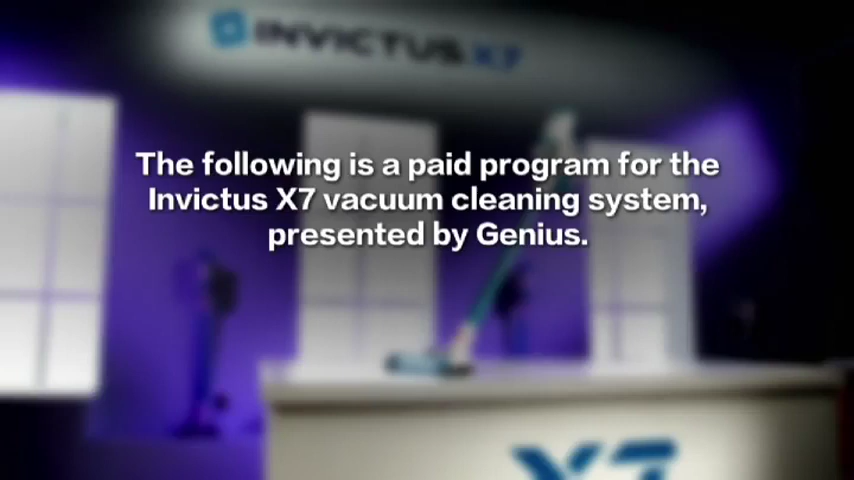 INVICTUS X7
The following is a paid program for the
Invictus X7 vacuum cleaning system,
presented by Genius.
X7